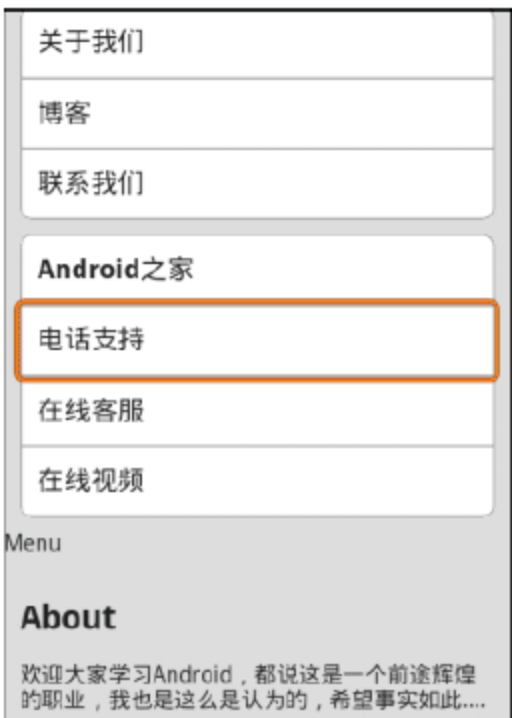 关于我们
博客
联系我们
Android之家
电话支持
在线客服
在线视频
Menu
About
欢迎大家学习Android，都说这是一个前途辉煌
的职业，我也是这么是认为的，希望事实如此....